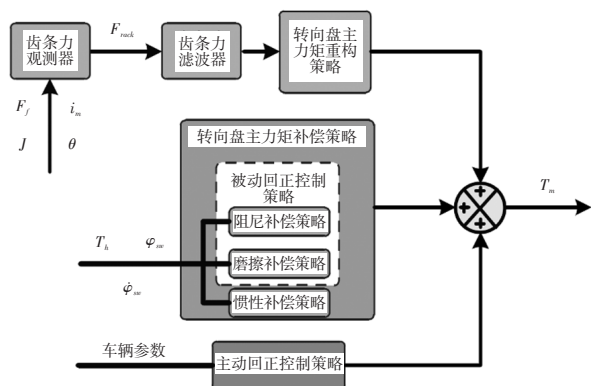 齿条力
观测器
F_rack
齿条力
滤波器
转向盘主
力矩重构
策略
F_f i_m
J θ
转向盘主力矩补偿策略
被动回正控制
策略
阻尼补偿策略
磨擦补偿策略
惯性补偿策略
T_h φ_sw
φ̇_sw
+
+ +
+
T_m
车辆参数
主动回正控制策略